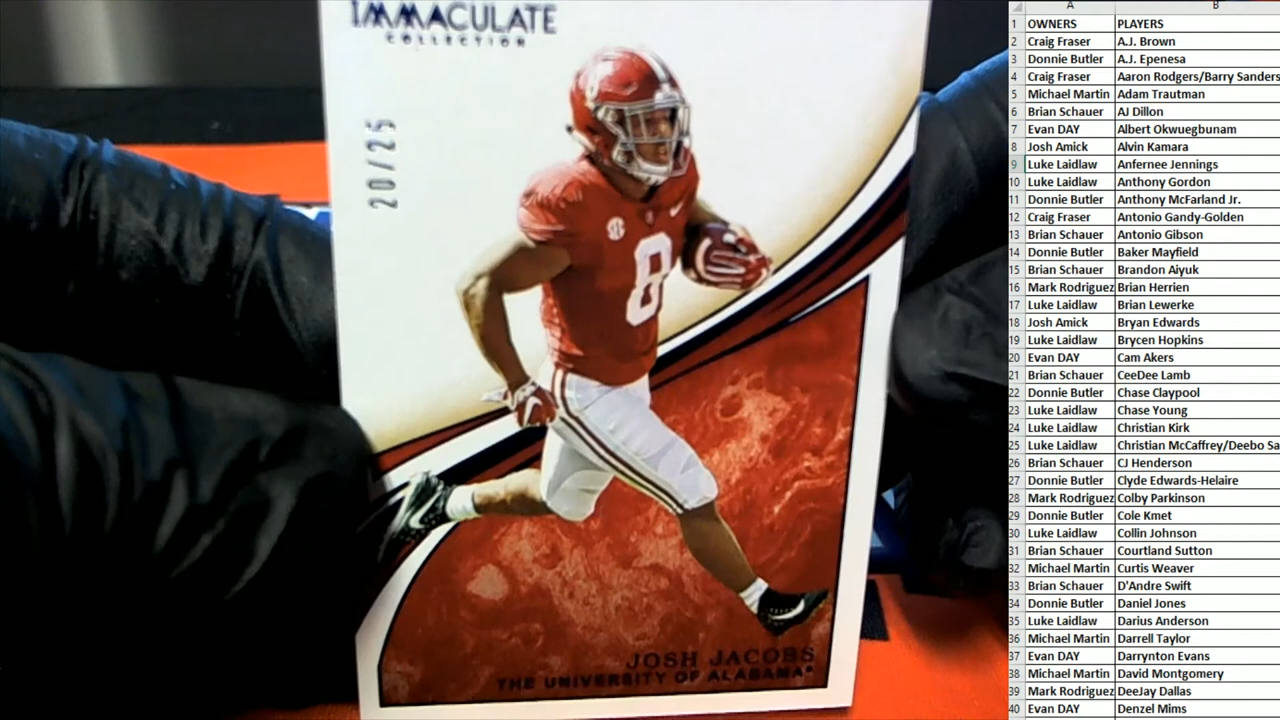 IMMACULATE
COLLECTION
20/25
8
JOSH JACOBS
THE UNIVERSITY OF ALABAMA
A B
1 OWNERS PLAYERS
2 Craig Fraser A.J. Brown
3 Donnie Butler A.J. Epenesa
4 Craig Fraser Aaron Rodgers/Barry Sanders
5 Michael Martin Adam Trautman
6 Brian Schauer AJ Dillon
7 Evan DAY Albert Okwuegbunam
8 Josh Amick Alvin Kamara
9 Luke Laidlaw Anfernee Jennings
10 Luke Laidlaw Anthony Gordon
11 Donnie Butler Anthony McFarland Jr.
12 Craig Fraser Antonio Gandy-Golden
13 Brian Schauer Antonio Gibson
14 Donnie Butler Baker Mayfield
15 Brian Schauer Brandon Aiyuk
16 Mark Rodriguez Brian Herrien
17 Luke Laidlaw Brian Lewerke
18 Josh Amick Bryan Edwards
19 Luke Laidlaw Brycen Hopkins
20 Evan DAY Cam Akers
21 Brian Schauer CeeDee Lamb
22 Donnie Butler Chase Claypool
23 Luke Laidlaw Chase Young
24 Luke Laidlaw Christian Kirk
25 Luke Laidlaw Christian McCaffrey/Deebo Sa
26 Brian Schauer CJ Henderson
27 Donnie Butler Clyde Edwards-Helaire
28 Mark Rodriguez Colby Parkinson
29 Donnie Butler Cole Kmet
30 Luke Laidlaw Collin Johnson
31 Brian Schauer Courtland Sutton
32 Michael Martin Curtis Weaver
33 Brian Schauer D'Andre Swift
34 Donnie Butler Daniel Jones
35 Luke Laidlaw Darius Anderson
36 Michael Martin Darrell Taylor
37 Evan DAY Darrynton Evans
38 Michael Martin David Montgomery
39 Mark Rodriguez DeeJay Dallas
40 Evan DAY Denzel Mims